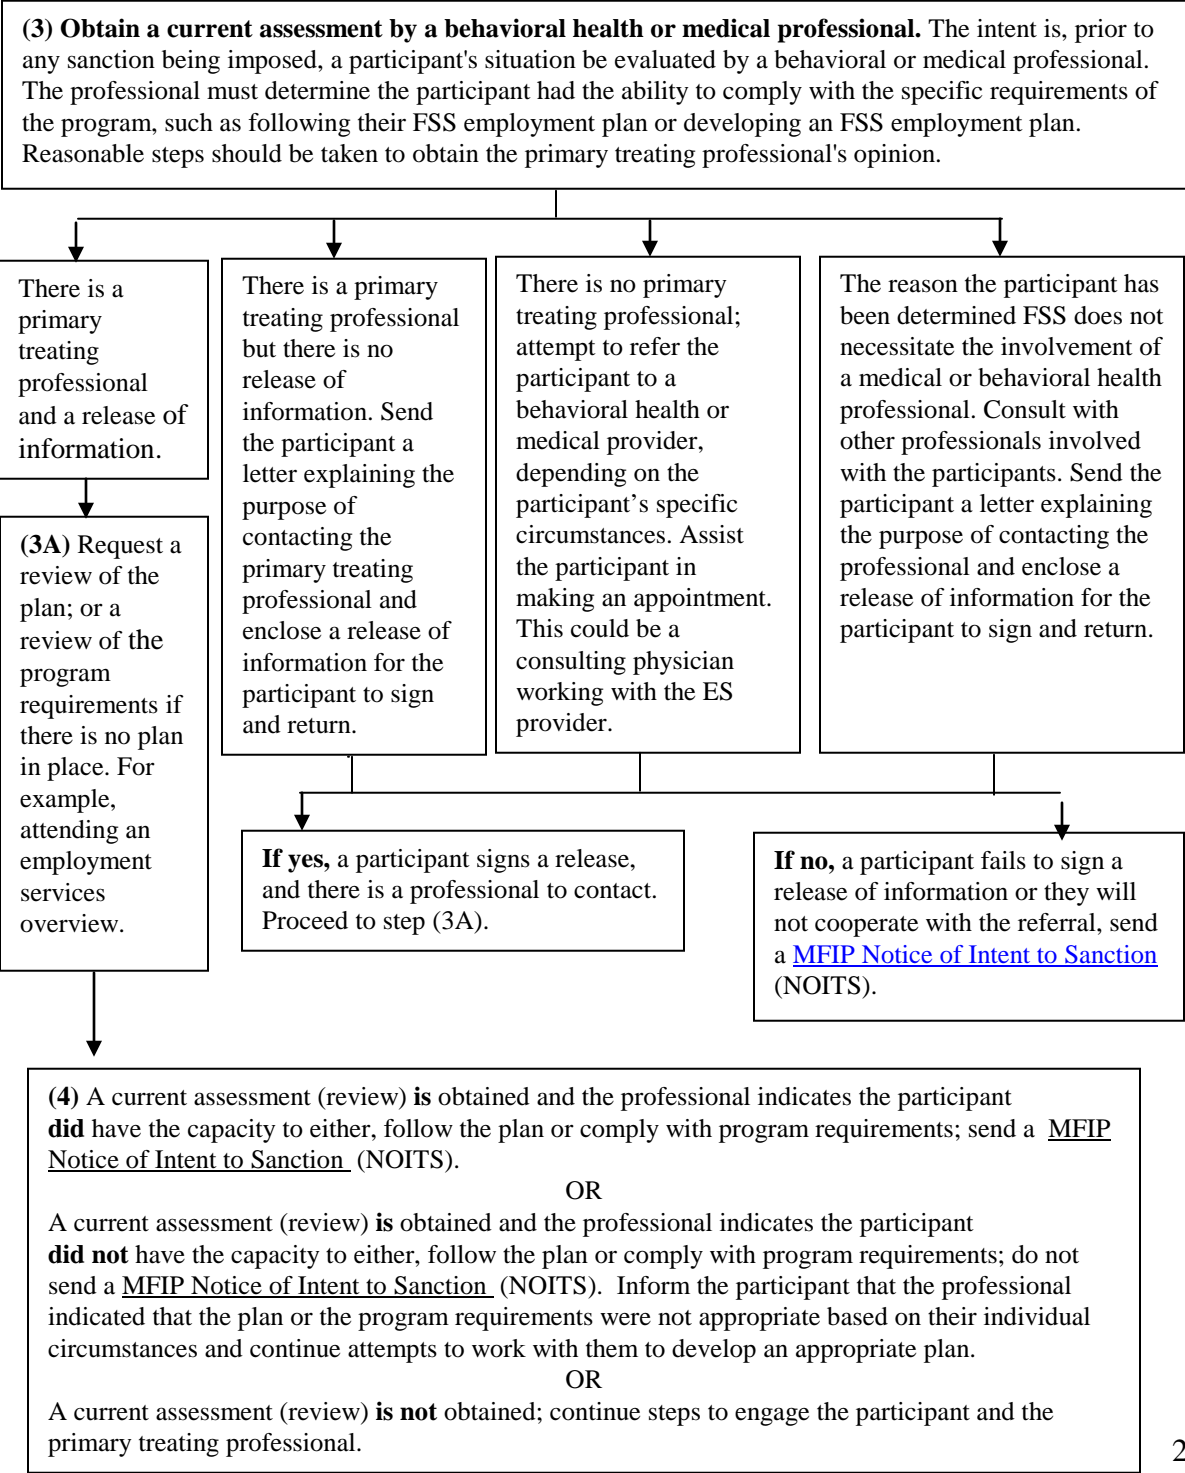 (3) Obtain a current assessment by a behavioral health or medical professional. The intent is, prior to
any sanction being imposed, a participant's situation be evaluated by a behavioral or medical professional.
The professional must determine the participant had the ability to comply with the specific requirements of
the program, such as following their FSS employment plan or developing an FSS employment plan.
Reasonable steps should be taken to obtain the primary treating professional's opinion.
There is a
primary
treating
professional
and a release of
information.
There is a primary
treating professional
but there is no
release of
information. Send
the participant a
letter explaining the
purpose of
contacting the
primary treating
professional and
enclose a release of
information for the
participant to sign
and return.
There is no primary
treating professional;
attempt to refer the
participant to a
behavioral health or
medical provider,
depending on the
participant’s specific
circumstances. Assist
the participant in
making an appointment.
This could be a
consulting physician
working with the ES
provider.
The reason the participant has
been determined FSS does not
necessitate the involvement of
a medical or behavioral health
professional. Consult with
other professionals involved
with the participants. Send the
participant a letter explaining
the purpose of contacting the
professional and enclose a
release of information for the
participant to sign and return.
(3A) Request a
review of the
plan; or a
review of the
program
requirements if
there is no plan
in place. For
example,
attending an
employment
services
overview.
If yes, a participant signs a release,
and there is a professional to contact.
Proceed to step (3A).
If no, a participant fails to sign a
release of information or they will
not cooperate with the referral, send
a MFIP Notice of Intent to Sanction
(NOITS).
(4) A current assessment (review) is obtained and the professional indicates the participant
did have the capacity to either, follow the plan or comply with program requirements; send a MFIP
Notice of Intent to Sanction (NOITS).
OR
A current assessment (review) is obtained and the professional indicates the participant
did not have the capacity to either, follow the plan or comply with program requirements; do not
send a MFIP Notice of Intent to Sanction (NOITS). Inform the participant that the professional
indicated that the plan or the program requirements were not appropriate based on their individual
circumstances and continue attempts to work with them to develop an appropriate plan.
OR
A current assessment (review) is not obtained; continue steps to engage the participant and the
primary treating professional.
2